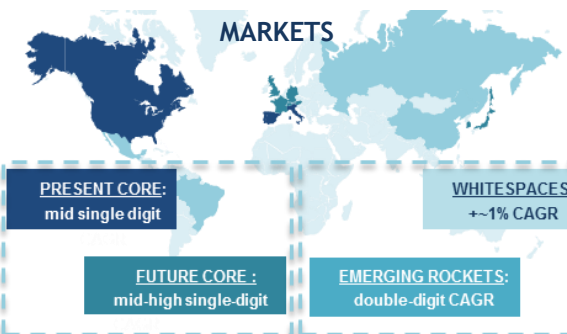 MARKETS
PRESENT CORE:
mid single digit
WHITESPACES
+~1% CAGR
FUTURE CORE :
mid-high single-digit
EMERGING ROCKETS:
double-digit CAGR